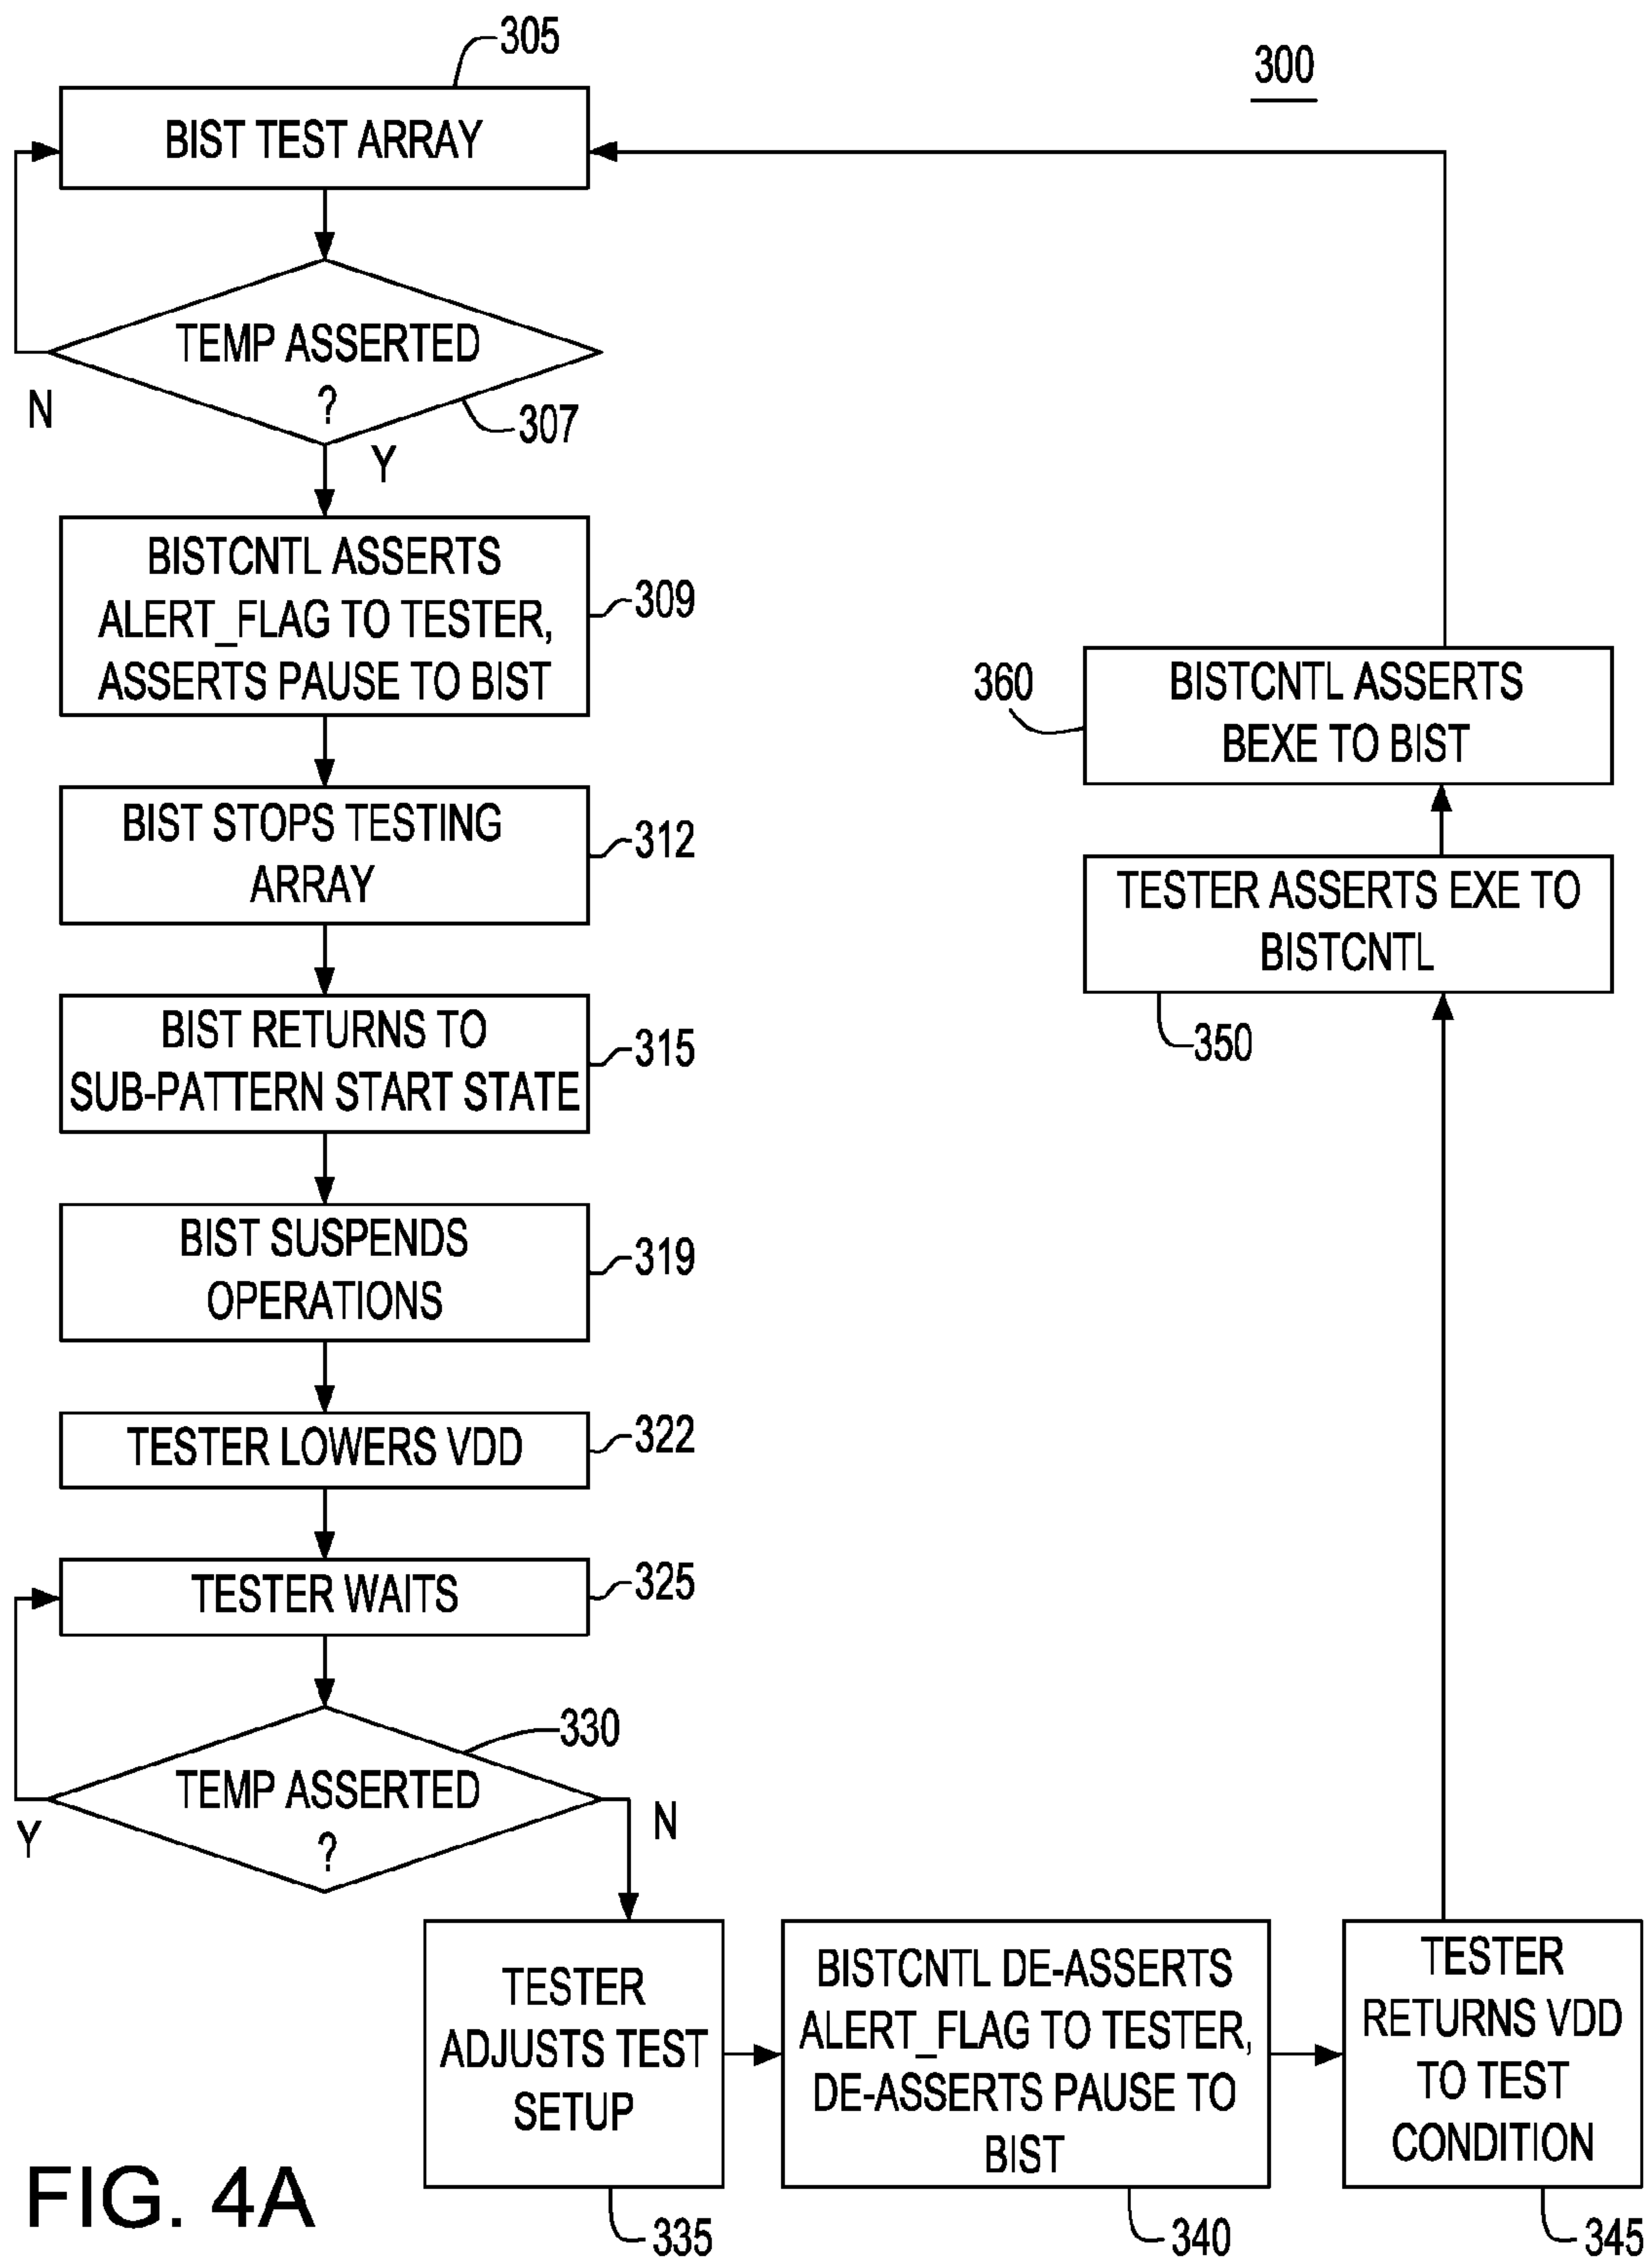 305
300
BIST TEST ARRAY
TEMP ASSERTED
?
307
N
Y
BISTCNTL ASSERTS
ALERT_FLAG TO TESTER,
ASSERTS PAUSE TO BIST
309
BIST STOPS TESTING
ARRAY
312
BIST RETURNS TO
SUB-PATTERN START STATE
315
BIST SUSPENDS
OPERATIONS
319
TESTER LOWERS VDD
322
TESTER WAITS
325
330
TEMP ASSERTED
?
Y
N
TESTER
ADJUSTS TEST
SETUP
335
BISTCNTL DE-ASSERTS
ALERT_FLAG TO TESTER,
DE-ASSERTS PAUSE TO
BIST
340
TESTER
RETURNS VDD
TO TEST
CONDITION
345
TESTER ASSERTS EXE TO
BISTCNTL
350
360
BISTCNTL ASSERTS
BEXE TO BIST
FIG. 4A